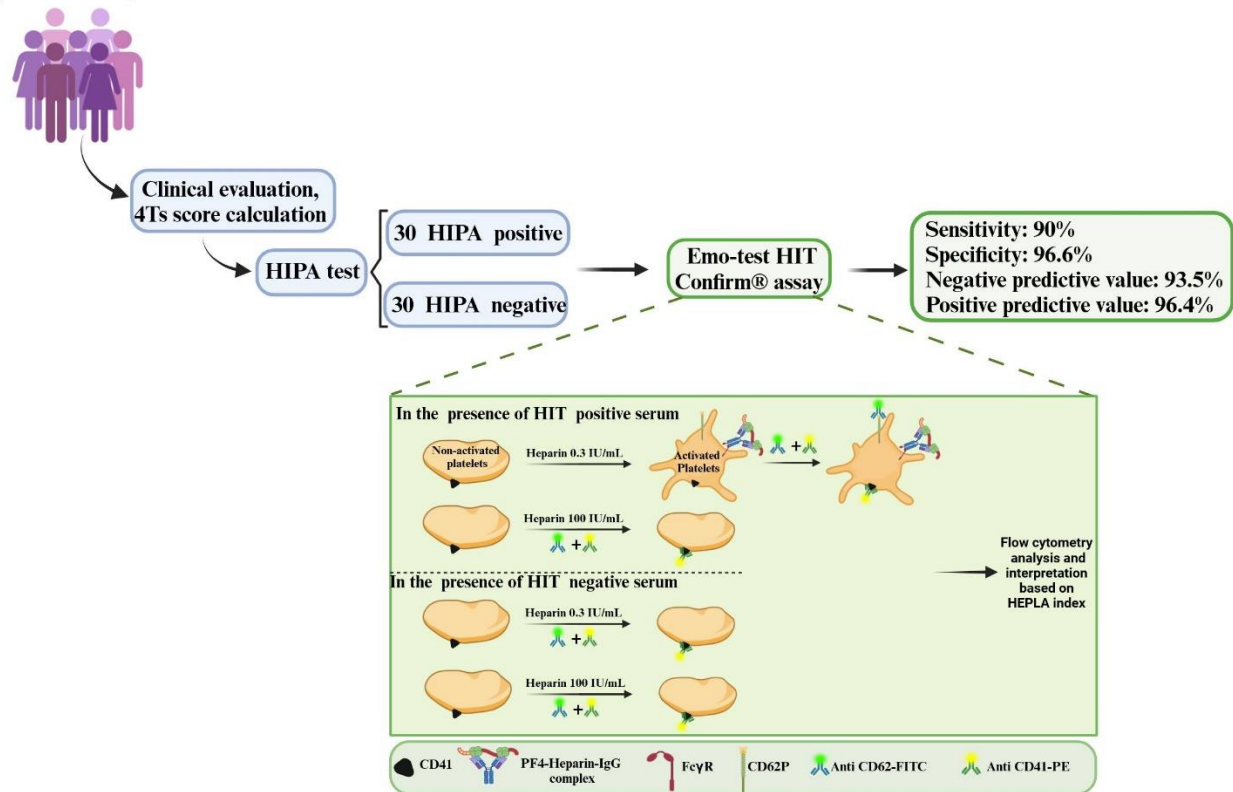 Clinical evaluation,
4Ts score calculation
HIPA test
30 HIPA positive
30 HIPA negative
Emo-test HIT
Confirm® assay
Sensitivity: 90%
Specificity: 96.6%
Negative predictive value: 93.5%
Positive predictive value: 96.4%
In the presence of HIT positive serum
Non-activated
platelets
Heparin 0.3 IU/mL
Activated
Platelets
+
Heparin 100 IU/mL
+
In the presence of HIT negative serum
Heparin 0.3 IU/mL
+
Heparin 100 IU/mL
+
Flow cytometry
analysis and
interpretation
based on
HEPLA index
CD41
PF4-Heparin-IgG
complex
FcγR
CD62P
Anti CD62-FITC
Anti CD41-PE